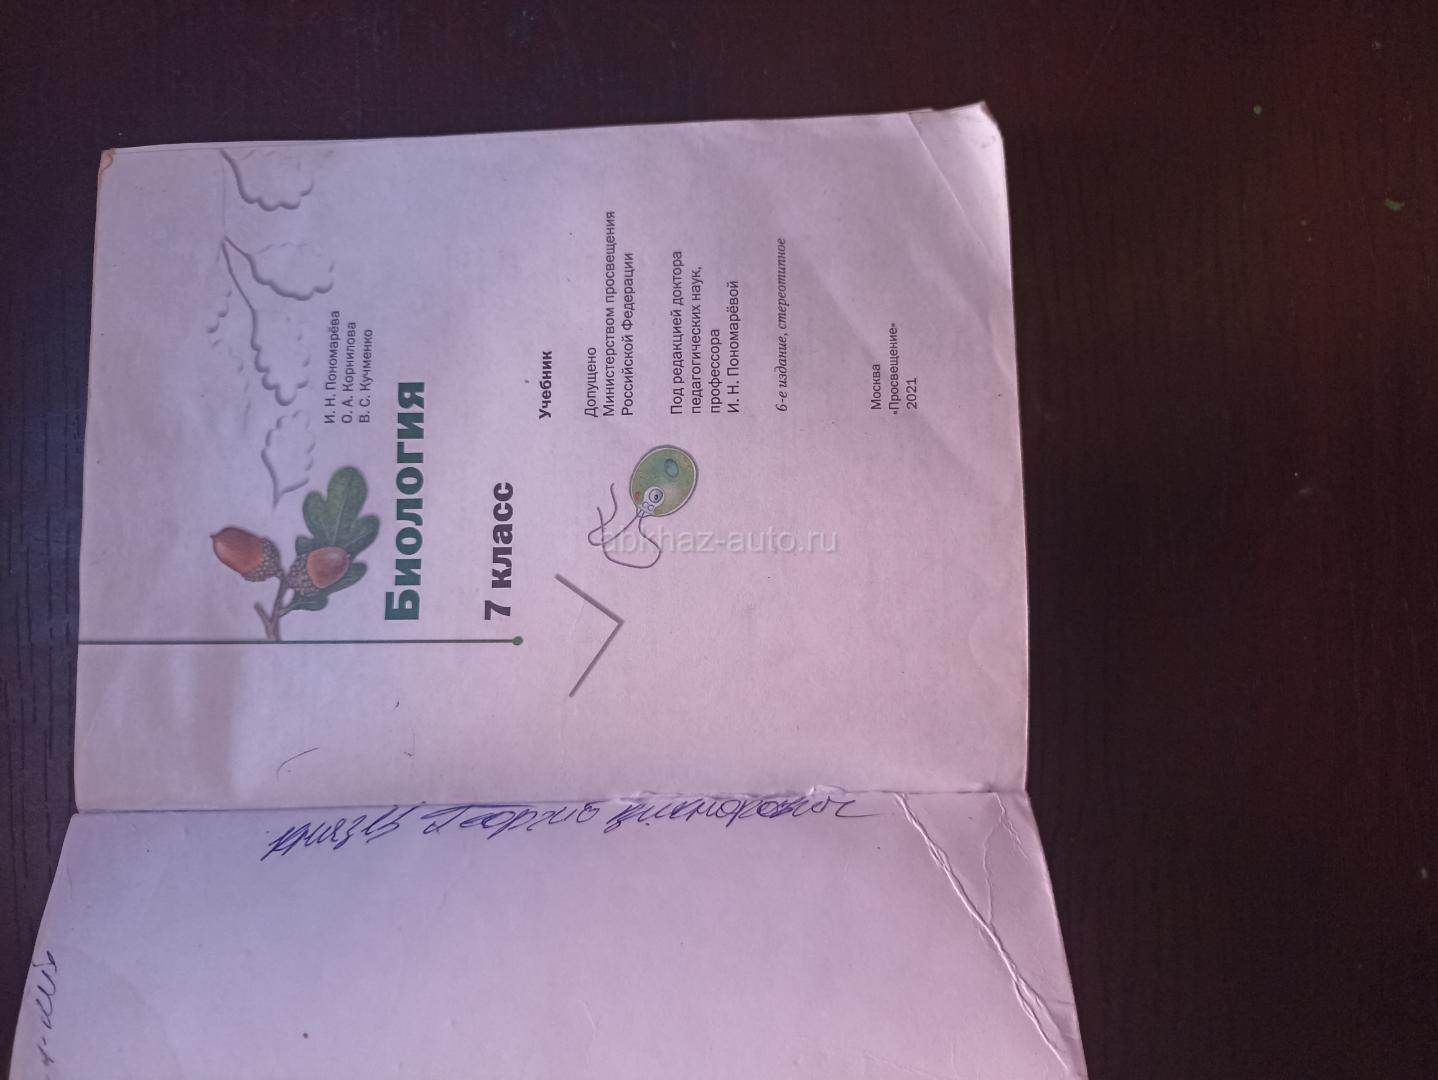 И. Н. Пономарёва
О. А. Корнилова
В. С. Кучменко
Биология
7 класс
Учебник
Допущено
Министерством просвещения
Российской Федерации
Под редакцией доктора
педагогических наук,
профессора
И. Н. Пономарёвой
6-е издание, стереотипное
Москва
«Просвещение»
2021
abkhaz-auto.ru